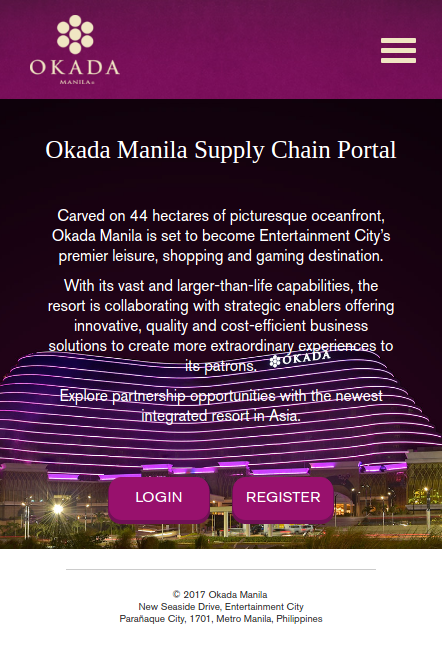 OKADA
MANILA®
Okada Manila Supply Chain Portal
Carved on 44 hectares of picturesque oceanfront,
Okada Manila is set to become Entertainment City’s
premier leisure, shopping and gaming destination.
With its vast and larger-than-life capabilities, the
resort is collaborating with strategic enablers offering
innovative, quality and cost-efficient business
solutions to create more extraordinary experiences to
its patrons.
OKADA
Explore partnership opportunities with the newest
integrated resort in Asia.
LOGIN REGISTER
© 2017 Okada Manila
New Seaside Drive, Entertainment City
Parañaque City, 1701, Metro Manila, Philippines